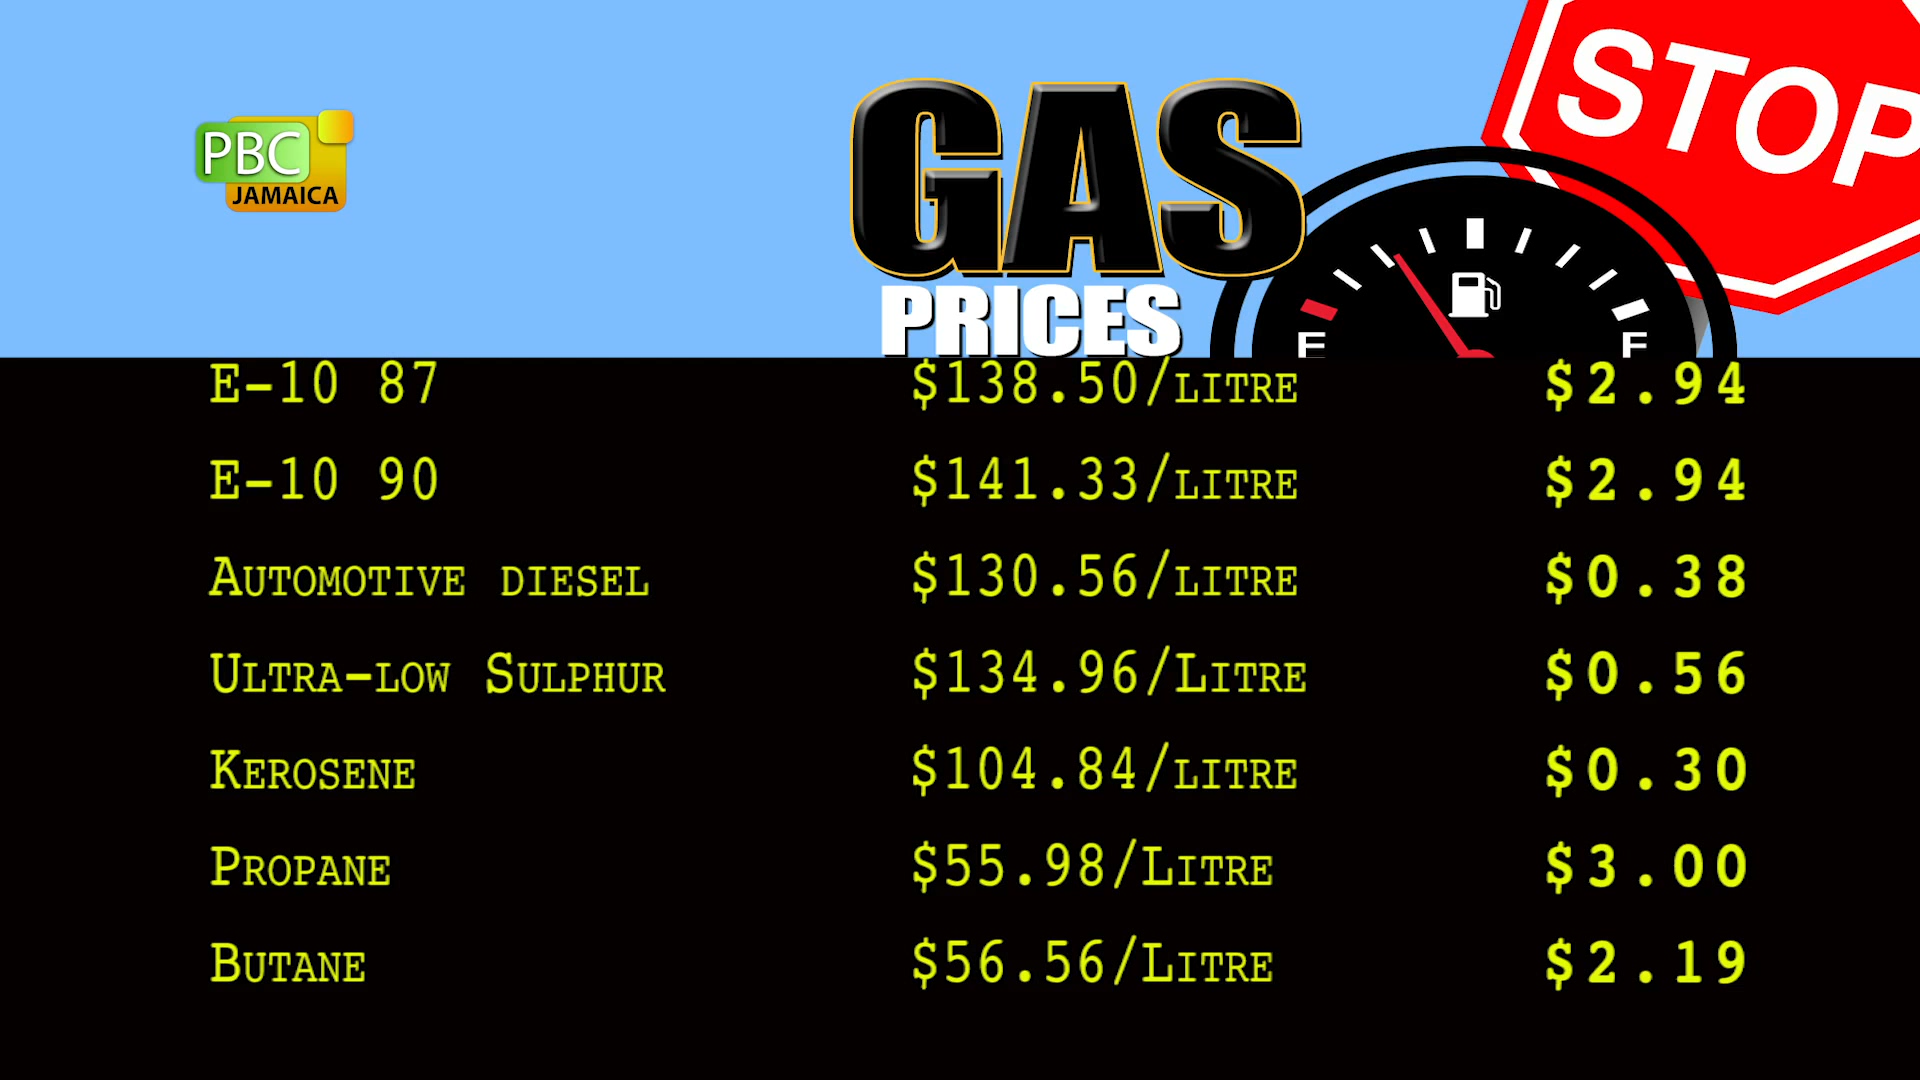 PBC
JAMAICA
GAS
PRICES
STOP
E F
E-10 87 $138.50/LITRE $2.94
E-10 90 $141.33/LITRE $2.94
AUTOMOTIVE DIESEL $130.56/LITRE $0.38
ULTRA-LOW SULPHUR $134.96/LITRE $0.56
KEROSENE $104.84/LITRE $0.30
PROPANE $55.98/LITRE $3.00
BUTANE $56.56/LITRE $2.19